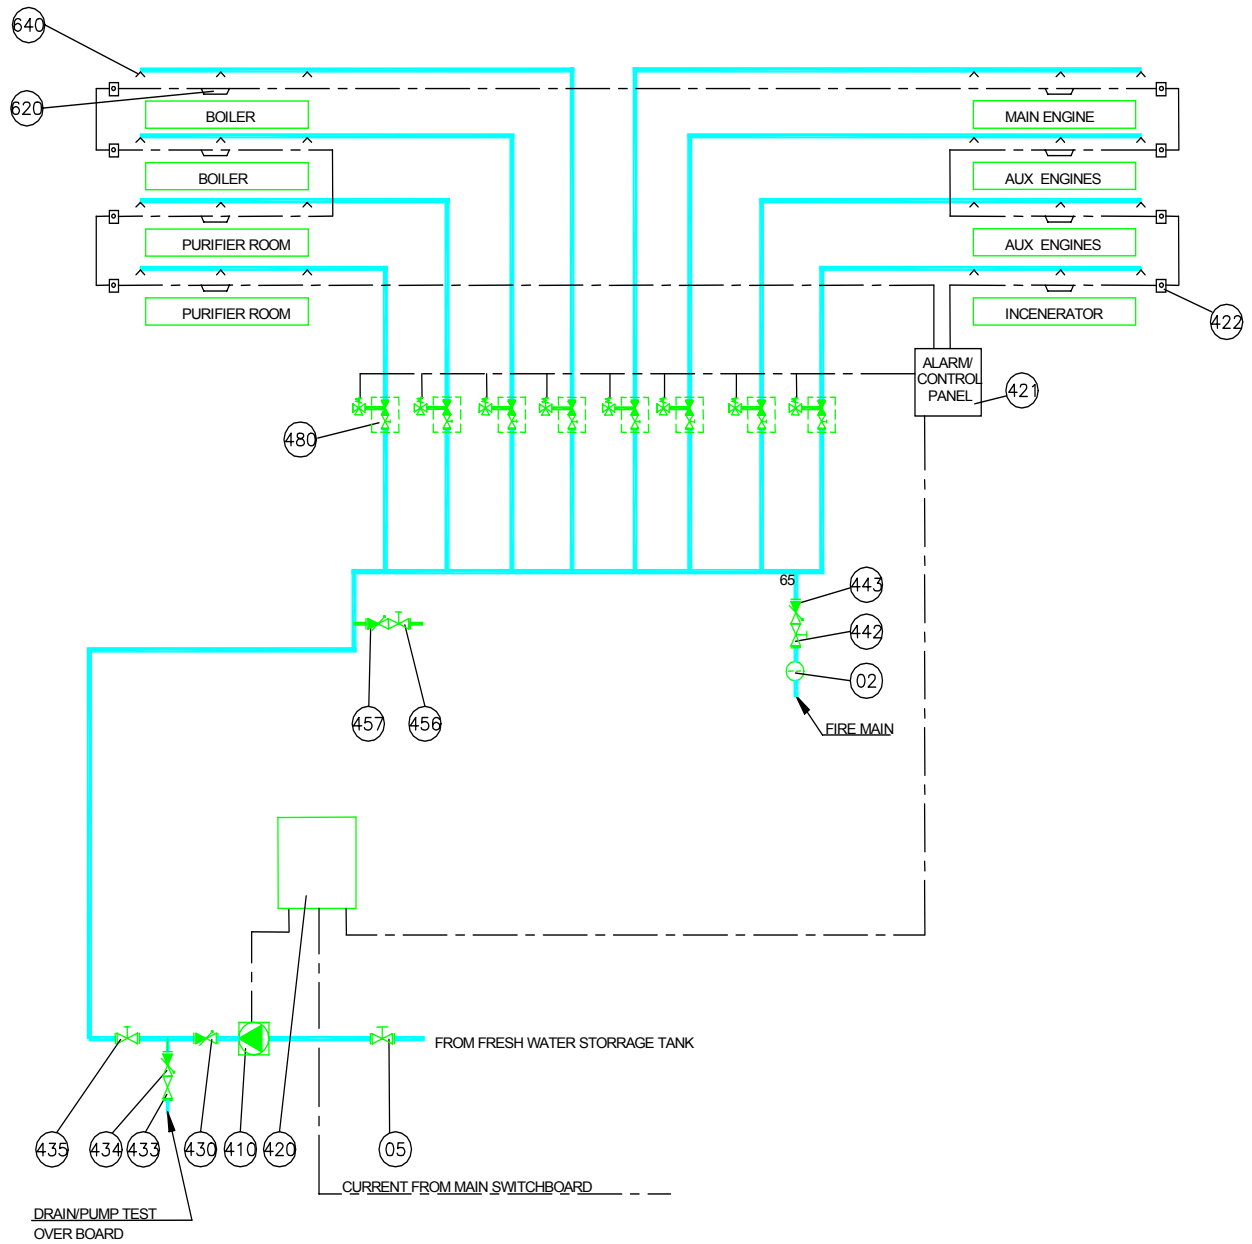 640
620
BOILER
MAIN ENGINE
BOILER
AUX ENGINES
PURIFIER ROOM
AUX ENGINES
PURIFIER ROOM
INCENERATOR
422
ALARM/
CONTROL
PANEL
421
480
65
443
442
02
457
456
FIRE MAIN
FROM FRESH WATER STORRAGE TANK
435
434
433
430
410
420
05
CURRENT FROM MAIN SWITCHBOARD
DRAIN/PUMP TEST
OVER BOARD